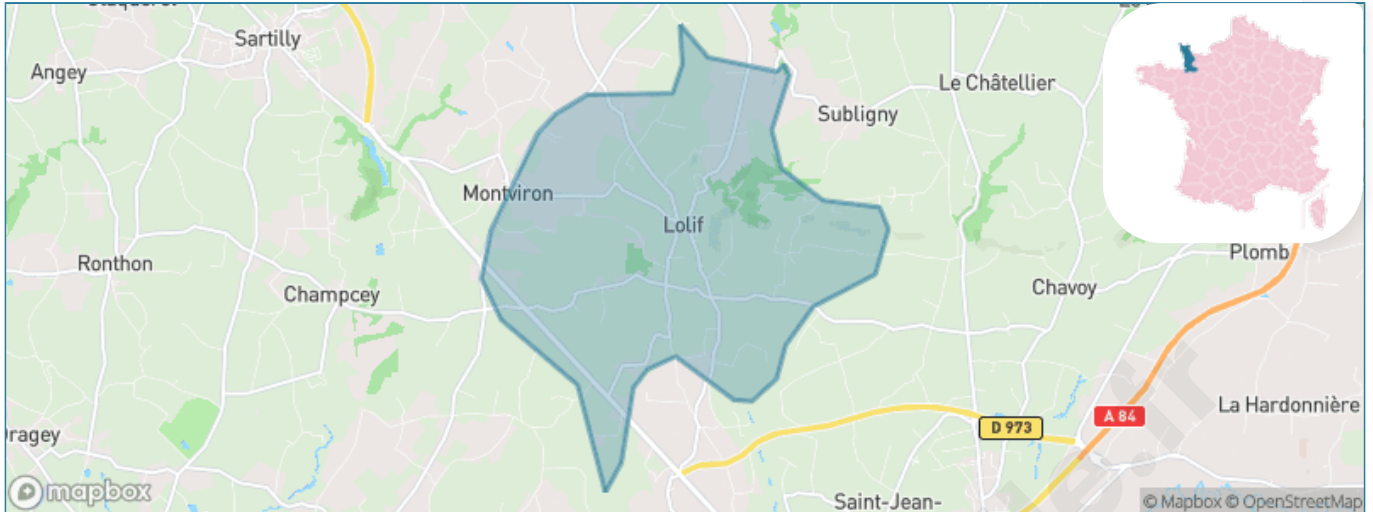 Sartilly
Angey
Le Châtellier
Subligny
Montviron
Lolif
Plomb
Ronthon
Chavoy
Champcey
La Hardonnière
A 84
D 973
Dragey
Saint-Jean-
mapbox
© Mapbox © OpenStreetMap